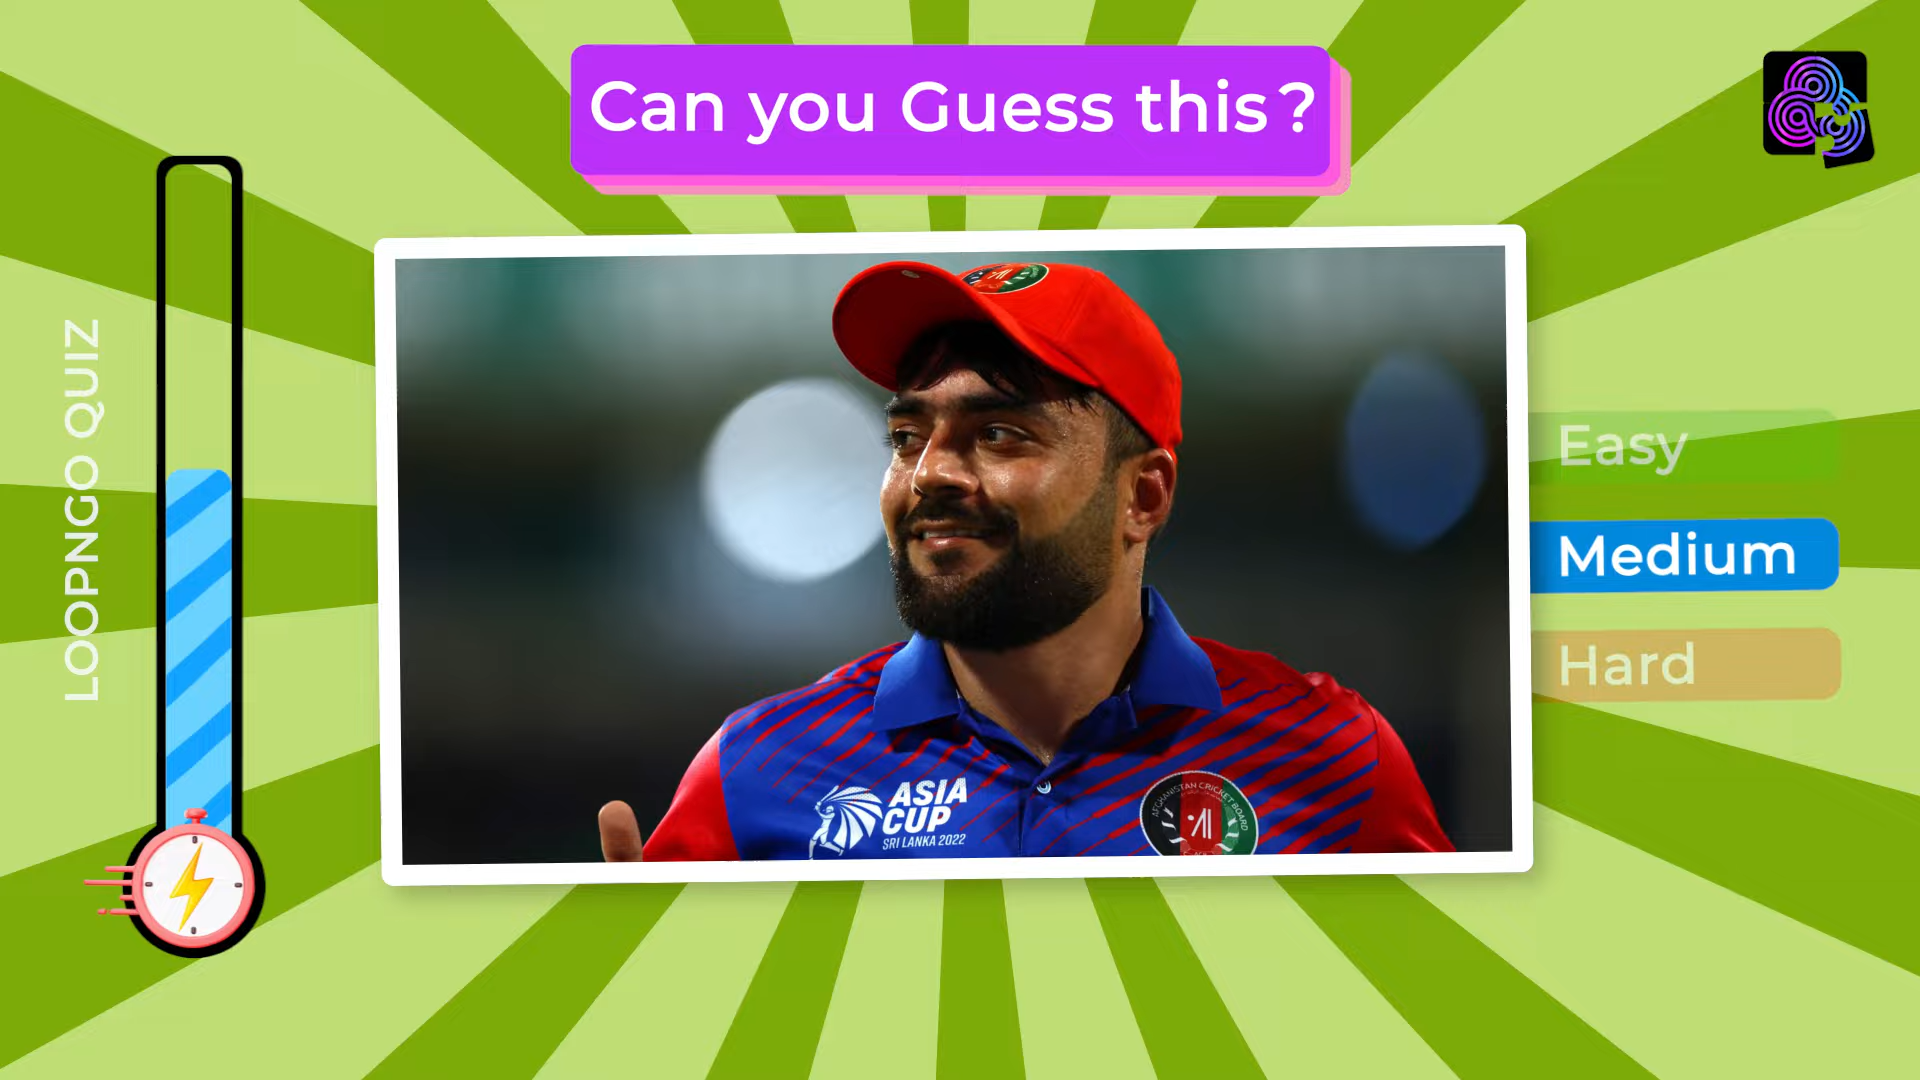 Can you Guess this?
LOOPNGO QUIZ
Easy
Medium
Hard
ASIA
CUP
SRI LANKA 2022
AFGHANISTAN CRICKET BOARD